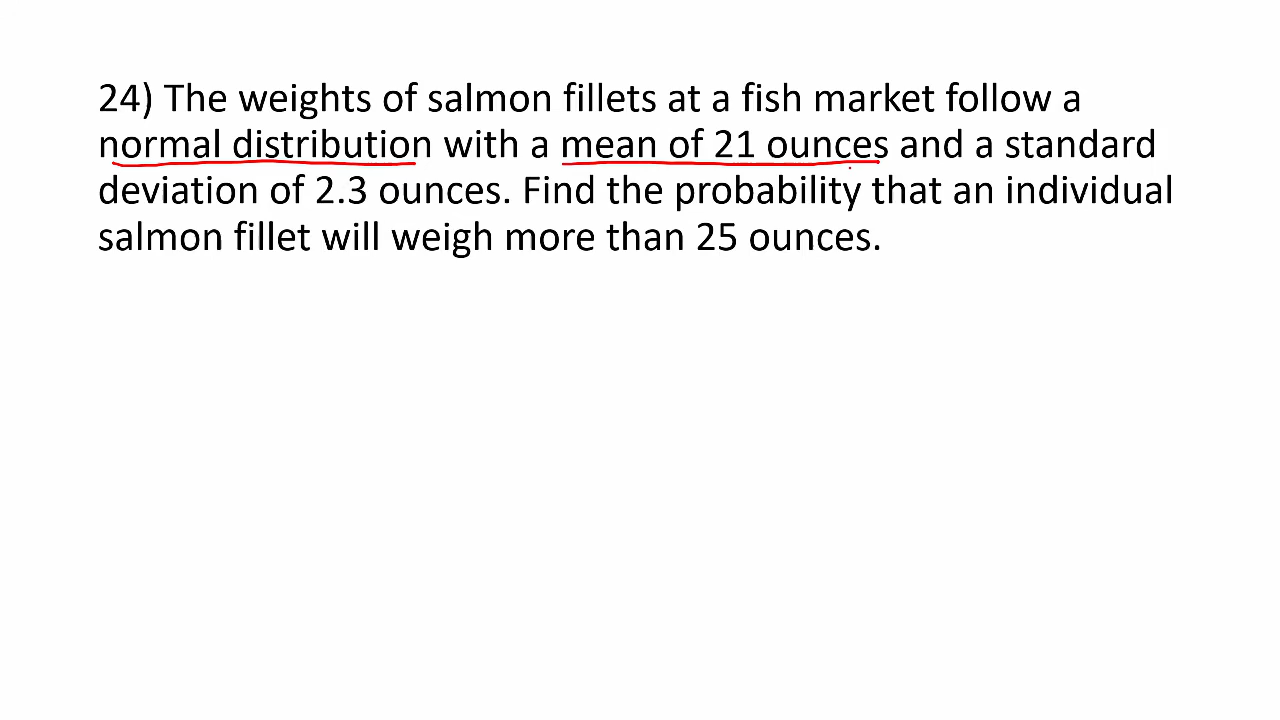 24) The weights of salmon fillets at a fish market follow a
normal distribution with a mean of 21 ounces and a standard
deviation of 2.3 ounces. Find the probability that an individual
salmon fillet will weigh more than 25 ounces.